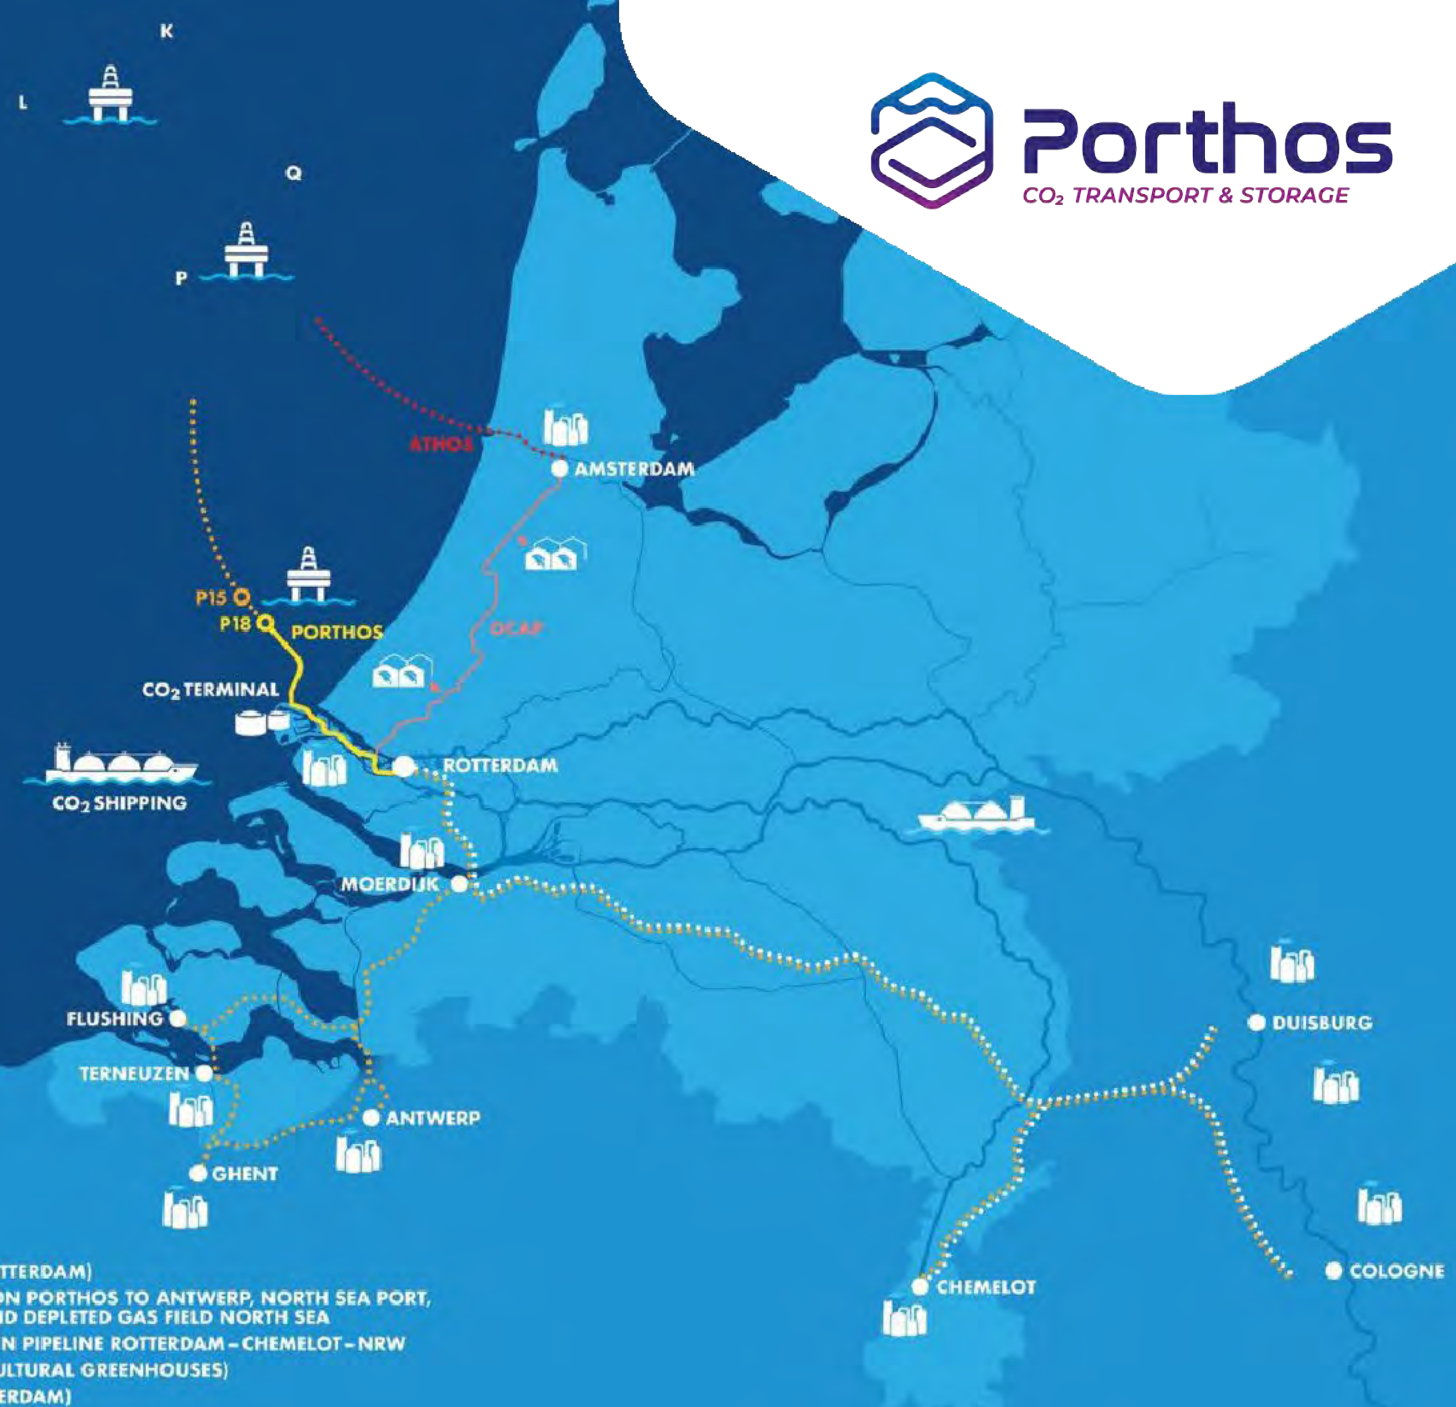 K
L
Porthos
CO₂ TRANSPORT & STORAGE
Q
P
ATHOS
AMSTERDAM
P15
P18
PORTHOS
OCAP
CO₂ TERMINAL
ROTTERDAM
CO₂ SHIPPING
MOERDIJK
FLUSHING
DUISBURG
TERNEUZEN
ANTWERP
GHENT
COLOGNE
CHEMELOT
TTERDAM)
ON PORTHOS TO ANTWERP, NORTH SEA PORT,
ND DEPLETED GAS FIELD NORTH SEA
N PIPELINE ROTTERDAM – CHEMELOT – NRW
ULTURAL GREENHOUSES)
ERDAM)